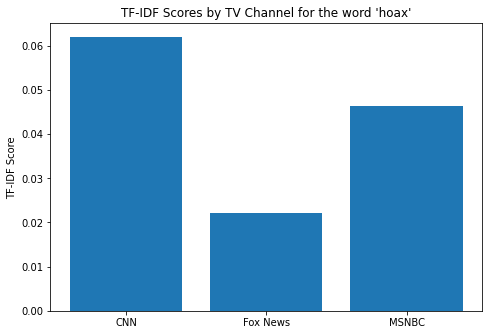 TF-IDF Scores by TV Channel for the word 'hoax'
TF-IDF Score
0.06
0.05
0.04
0.03
0.02
0.01
0.00
CNN Fox News MSNBC